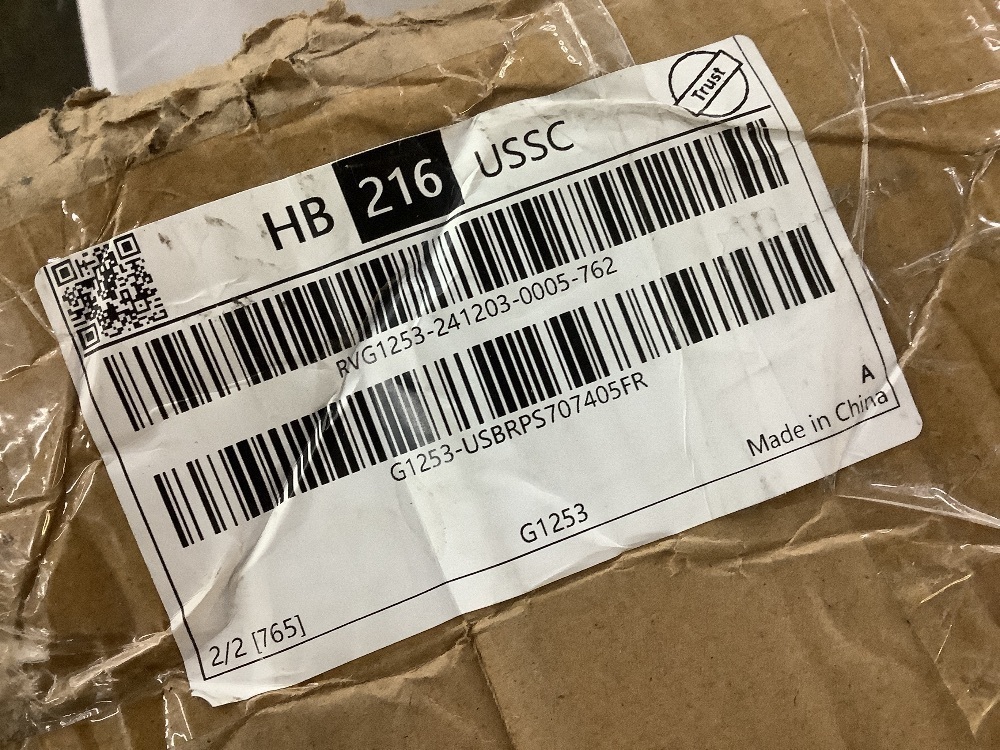 Trust
HB 216 USSC
RVG1253-241203-0005-762
G1253-USBRPS707405FR
A
Made in China
G1253
2/2 [765]